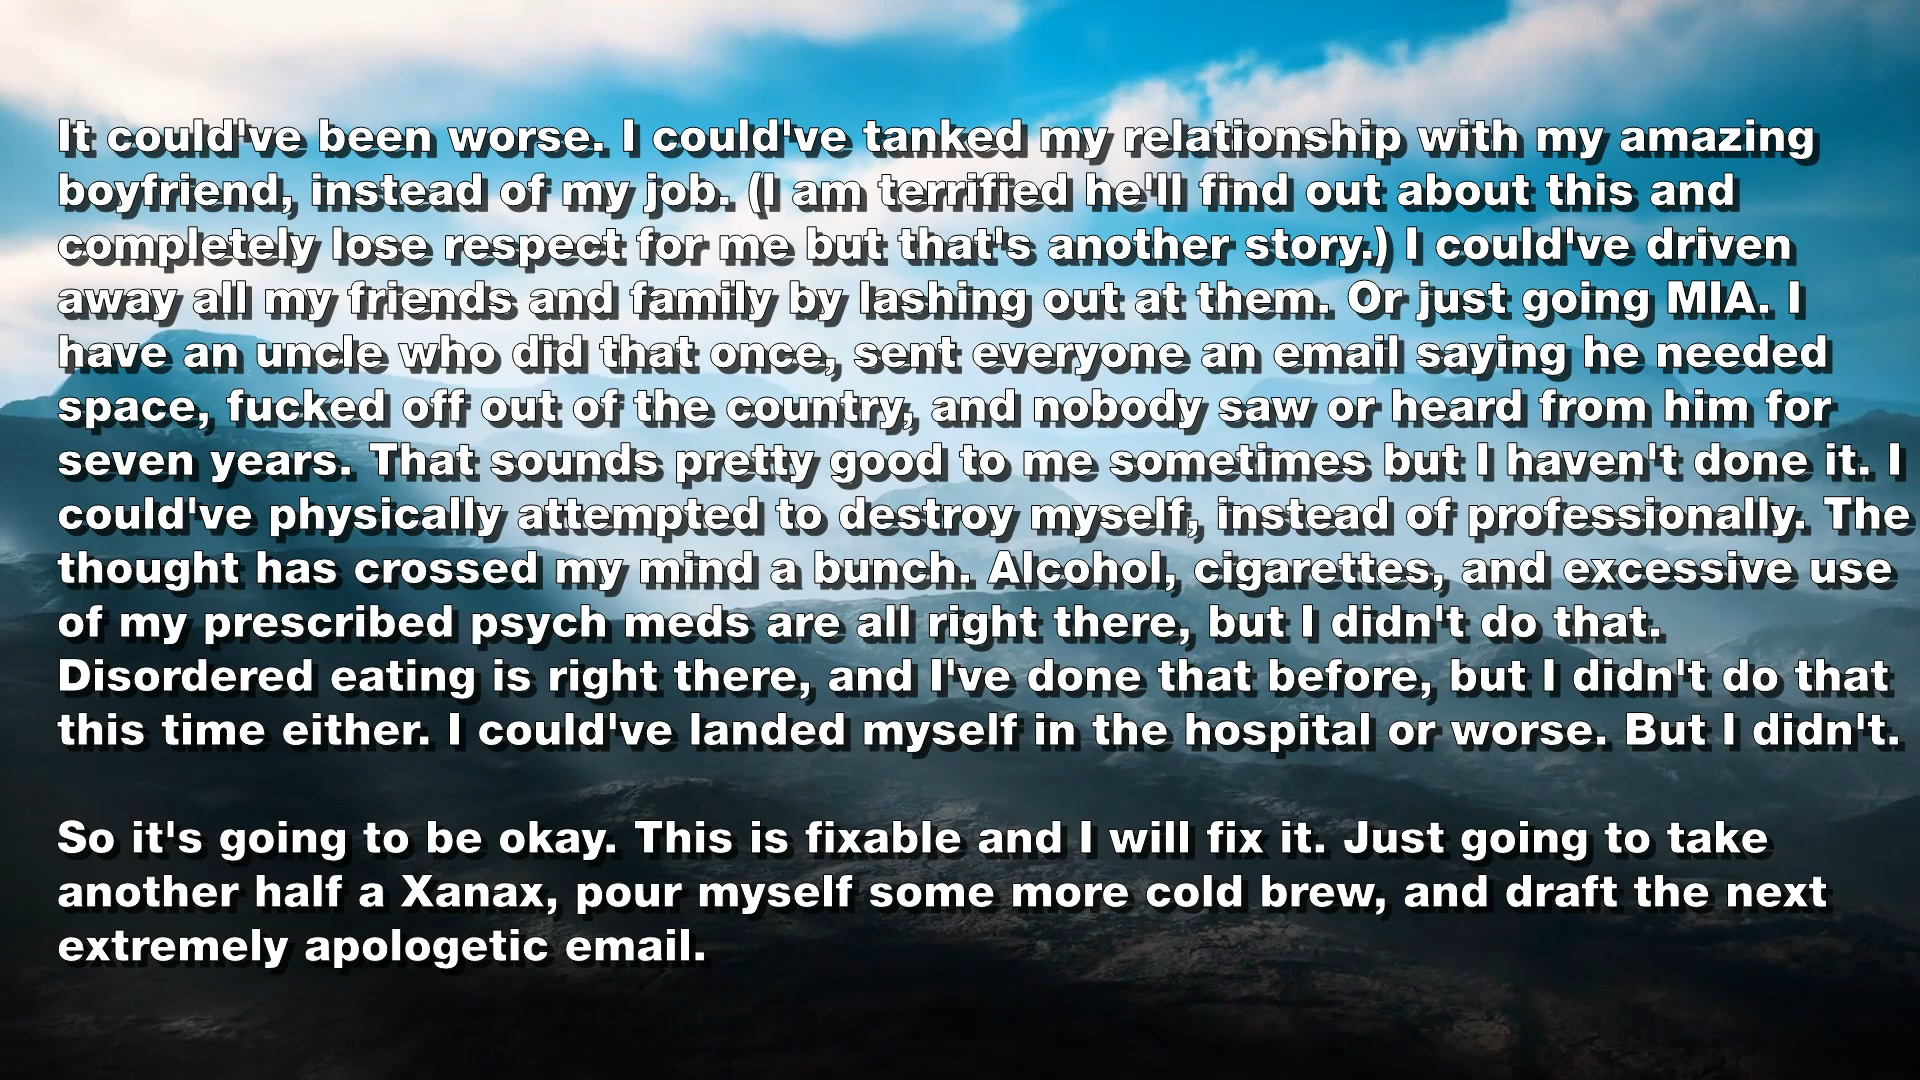 It could've been worse. I could've tanked my relationship with my amazing
boyfriend, instead of my job. (I am terrified he'll find out about this and
completely lose respect for me but that's another story.) I could've driven
away all my friends and family by lashing out at them. Or just going MIA. I
have an uncle who did that once, sent everyone an email saying he needed
space, fucked off out of the country, and nobody saw or heard from him for
seven years. That sounds pretty good to me sometimes but I haven't done it. I
could've physically attempted to destroy myself, instead of professionally. The
thought has crossed my mind a bunch. Alcohol, cigarettes, and excessive use
of my prescribed psych meds are all right there, but I didn't do that.
Disordered eating is right there, and I've done that before, but I didn't do that
this time either. I could've landed myself in the hospital or worse. But I didn't.

So it's going to be okay. This is fixable and I will fix it. Just going to take
another half a Xanax, pour myself some more cold brew, and draft the next
extremely apologetic email.